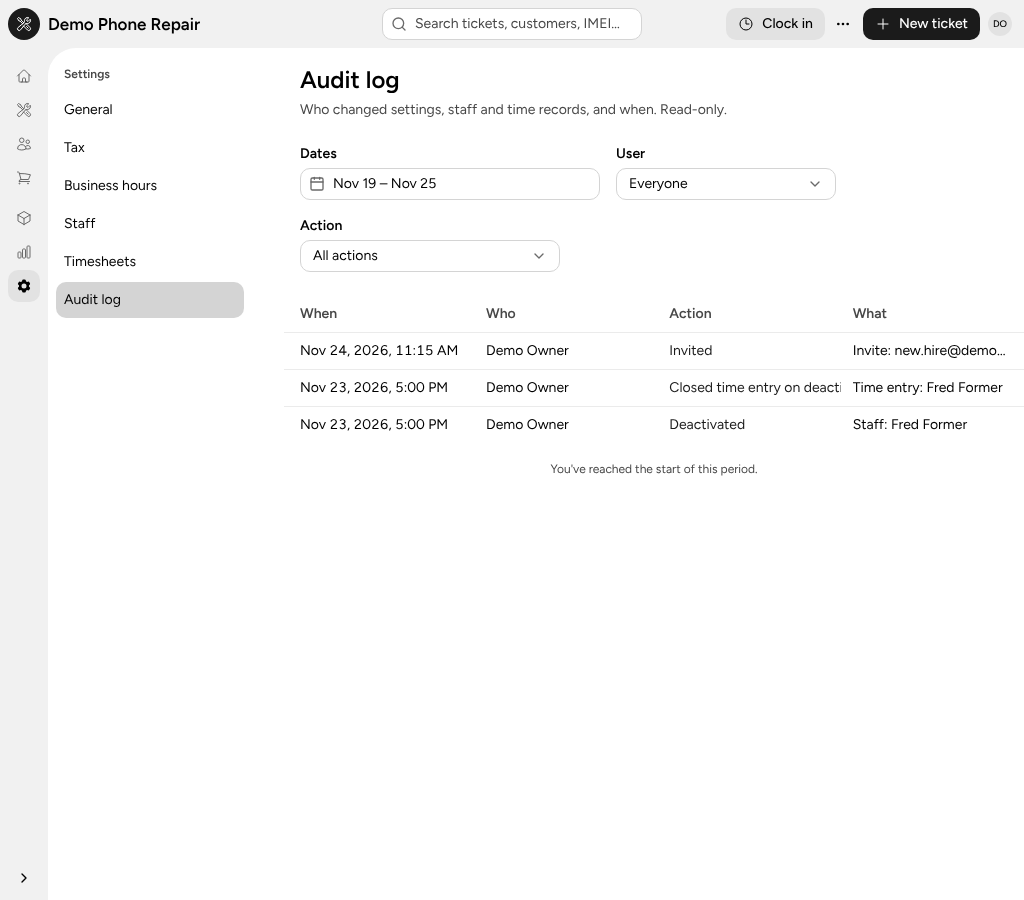 Demo Phone Repair
Search tickets, customers, IMEI...
Clock in
New ticket
DO
Settings
General
Tax
Business hours
Staff
Timesheets
Audit log
Audit log
Who changed settings, staff and time records, and when. Read-only.
Dates
User
Nov 19 – Nov 25
Everyone
Action
All actions
When Who Action What
Nov 24, 2026, 11:15 AM Demo Owner Invited Invite: new.hire@demo...
Nov 23, 2026, 5:00 PM Demo Owner Closed time entry on deacti Time entry: Fred Former
Nov 23, 2026, 5:00 PM Demo Owner Deactivated Staff: Fred Former
You've reached the start of this period.